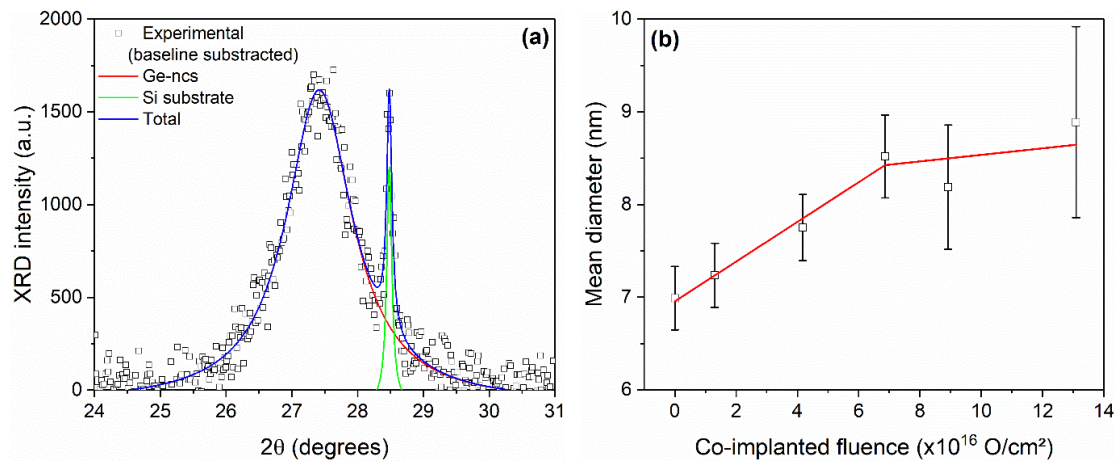 (a)
Experimental
(baseline substracted)
Ge-ncs
Si substrate
Total
XRD intensity (a.u.)
2000
1500
1000
500
0
24 25 26 27 28 29 30 31
2θ (degrees)
(b)
Mean diameter (nm)
10
9
8
7
6
0 2 4 6 8 10 12 14
Co-implanted fluence (x10¹⁶ O/cm²)